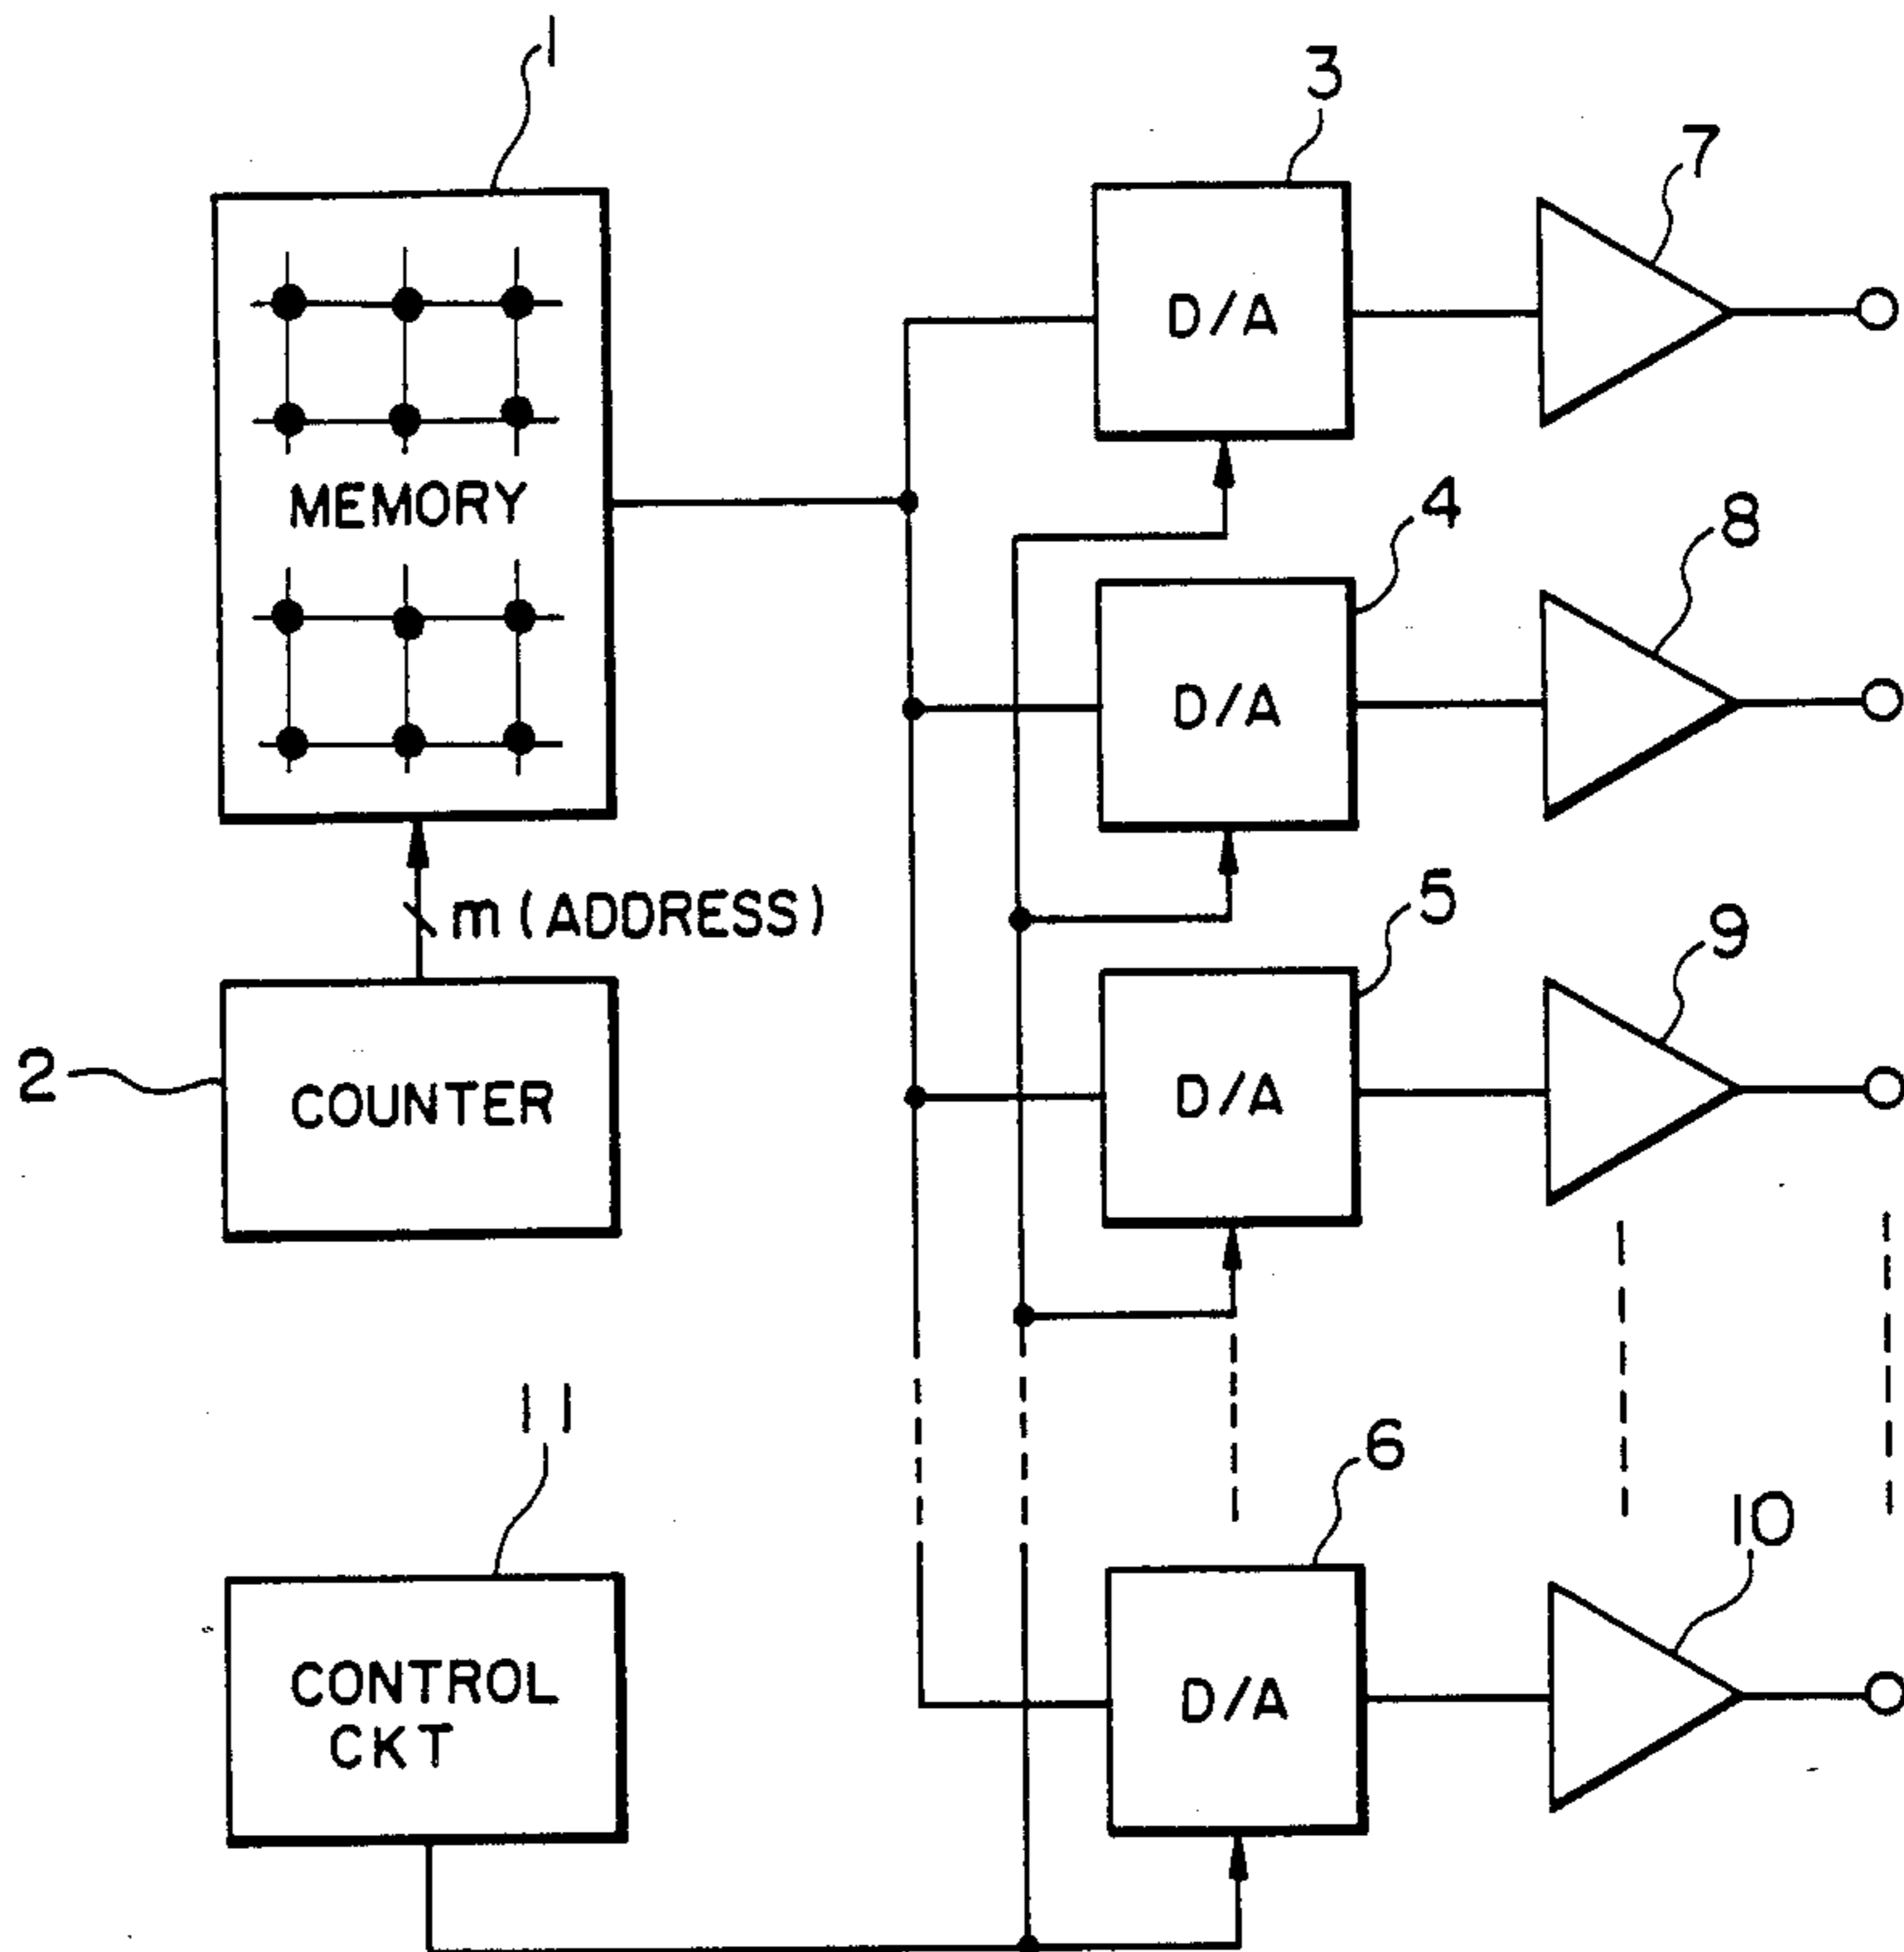 1
3
7
D/A
MEMORY
4
8
D/A
m (ADDRESS)
5
9
2
COUNTER
D/A
11
6
10
CONTROL
CKT
D/A